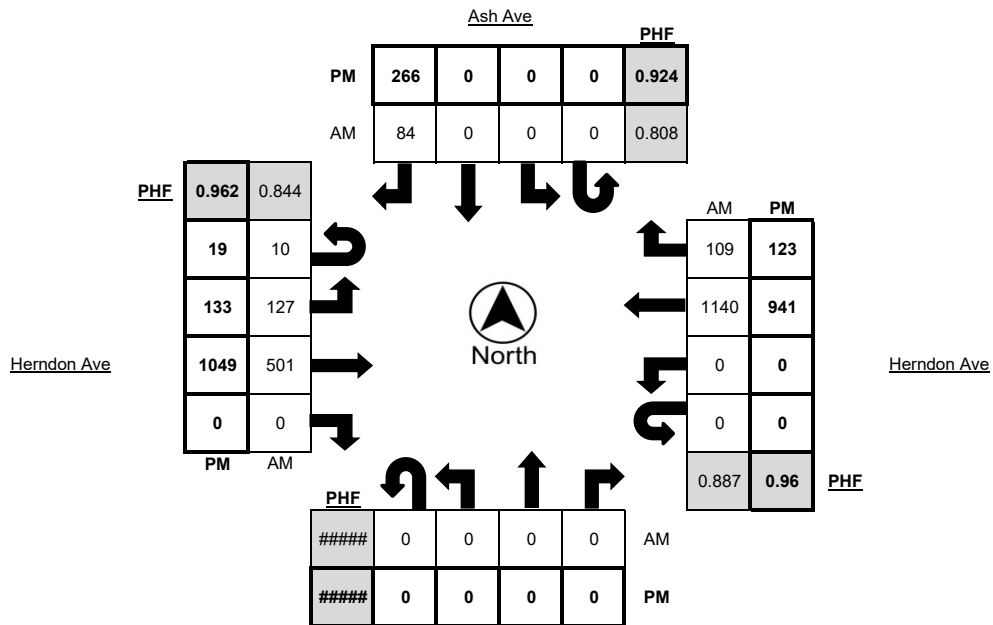 Ash Ave
PHF
PM 266 0 0 0 0.924
AM 84 0 0 0 0.808
PHF 0.962 0.844
AM PM
19 10
109 123
133 127
1140 941
North
Herndon Ave
1049 501
0 0
Herndon Ave
0 0
0 0
PM AM
0.887 0.96 PHF
PHF
##### 0 0 0 0 AM
##### 0 0 0 0 PM